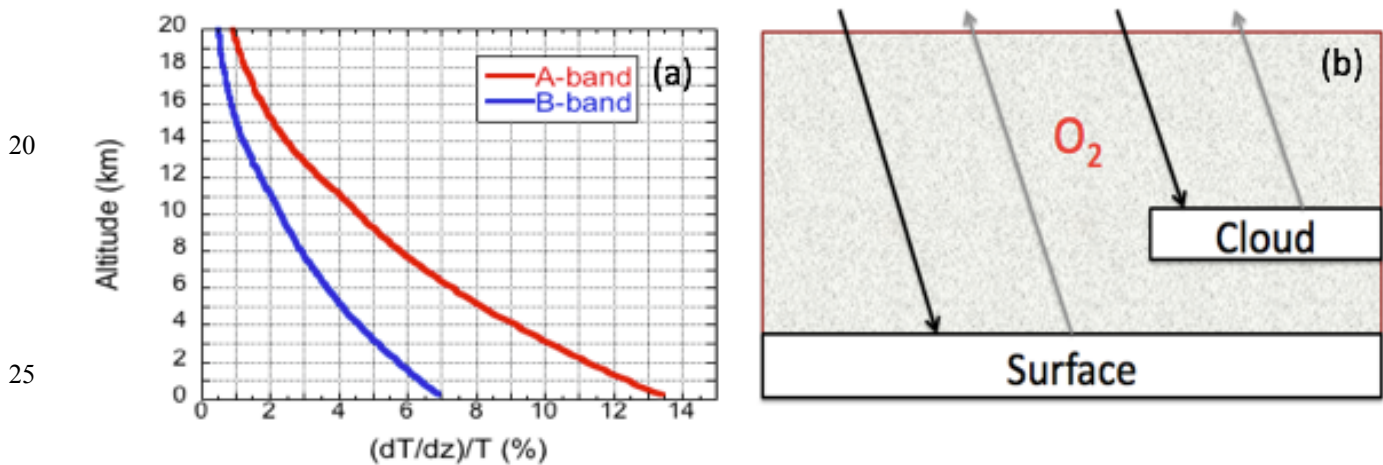 20
25
Altitude (km)
20
18
16
14
12
10
8
6
4
2
0
(a)
A-band
B-band
0 2 4 6 8 10 12 14
(dT/dz)/T (%)
(b)
O₂
Cloud
Surface